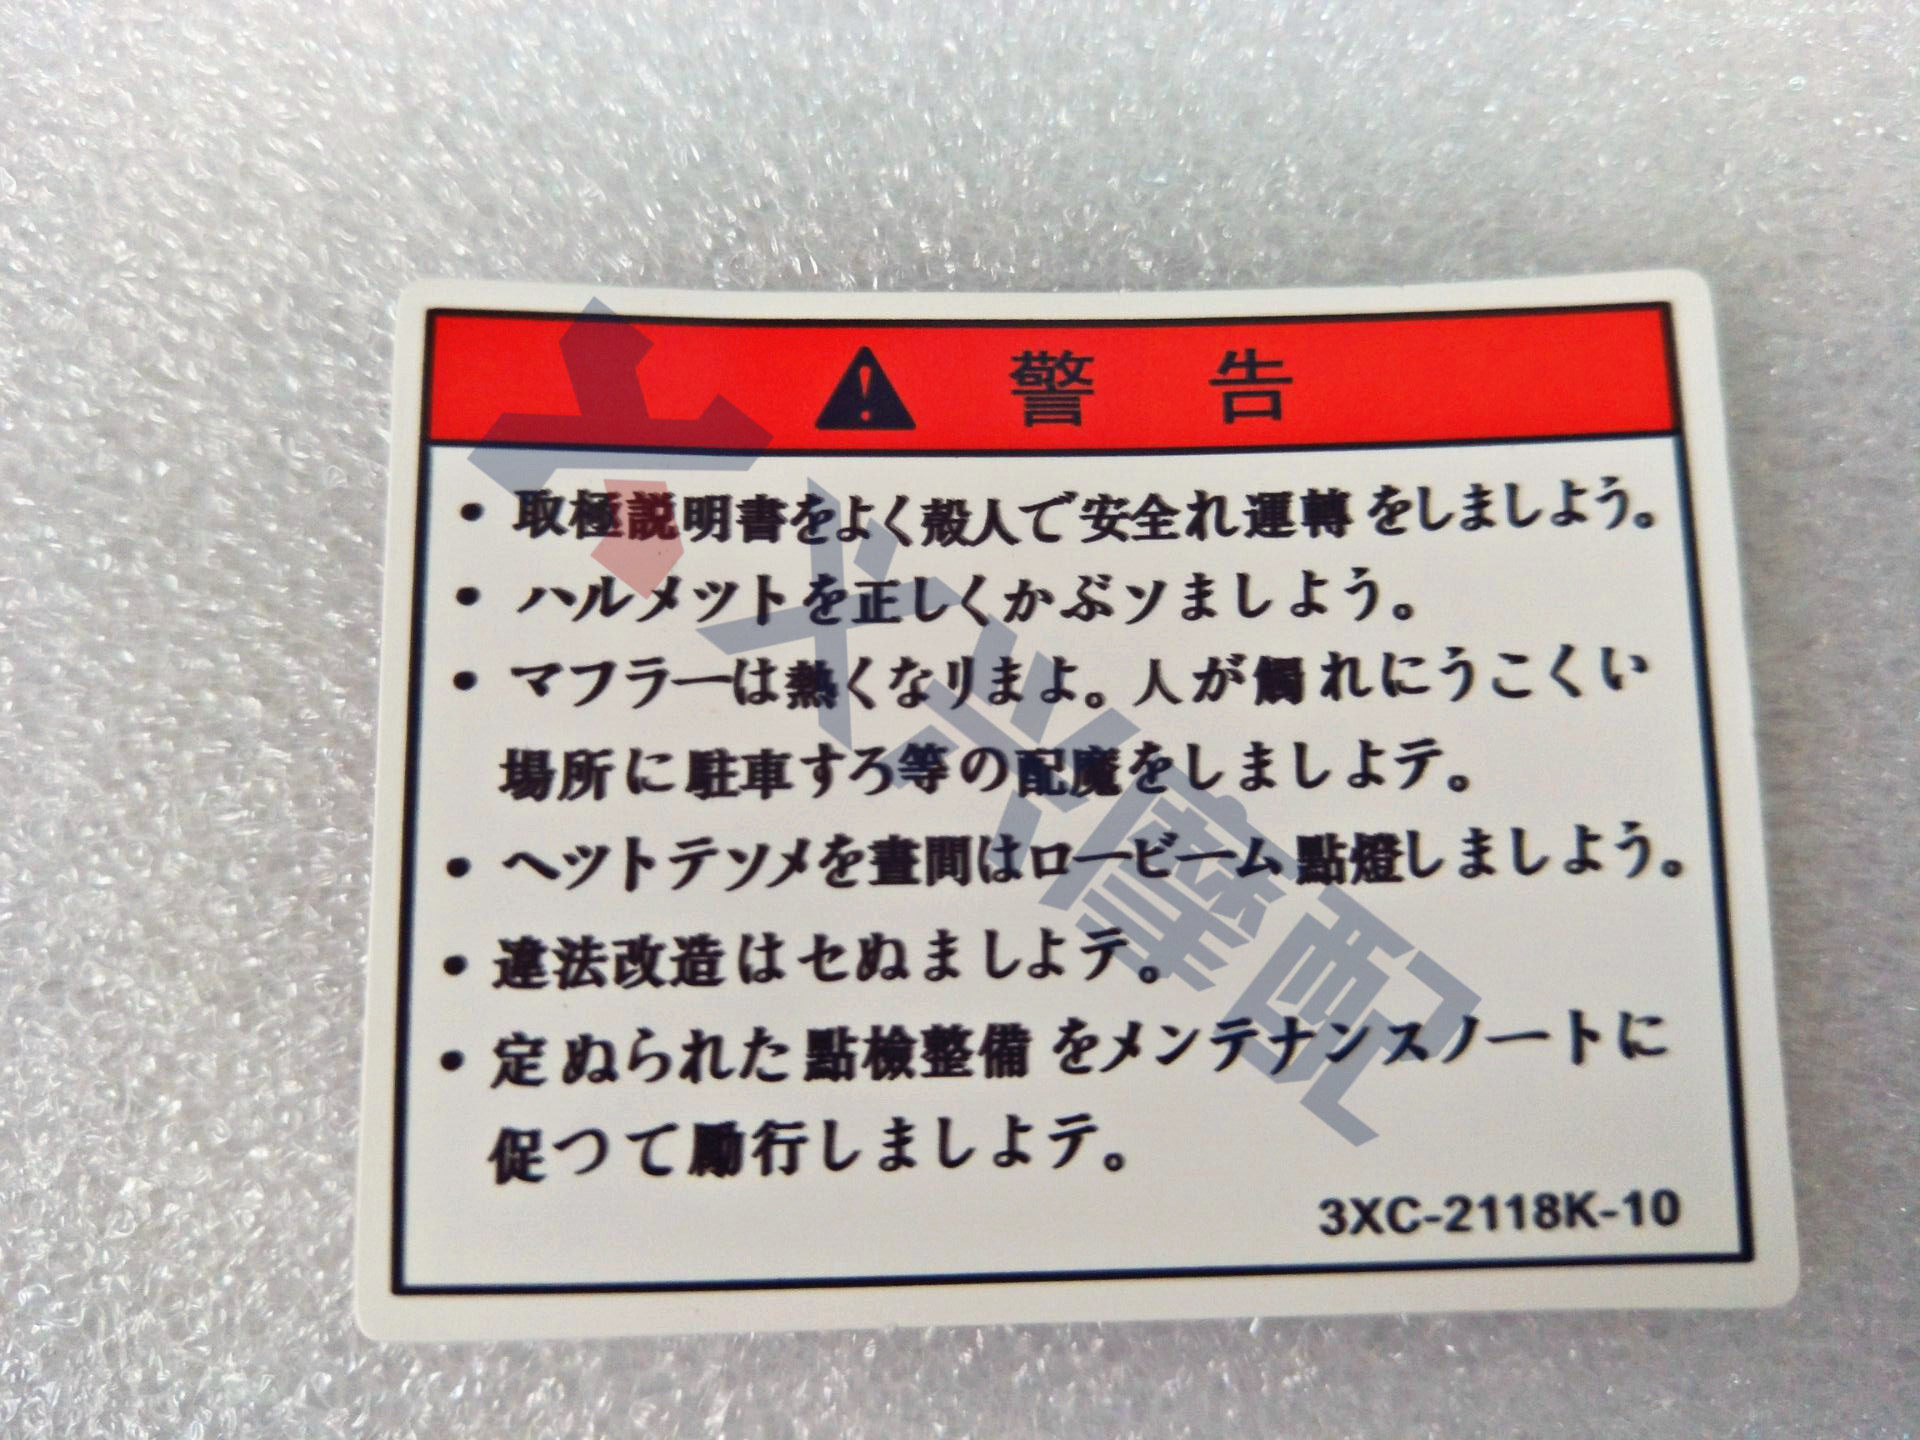 警 告
• 取極説明書をよく殻人で安全れ運轉をしましよう。
• ハルメットを正しくかぶソましよう。
• マフラーは熱くなリまよ。人が觸れにうこくい
場所に駐車すろ等の配魔をしましよテ。
• ヘツトテソメを晝間はロービーム點燈しましよう。
• 違法改造はセぬましよテ。
• 定ぬられた點檢整備をメンテナンスノートに
促つて勵行しましよテ。
3XC-2118K-10
摩配